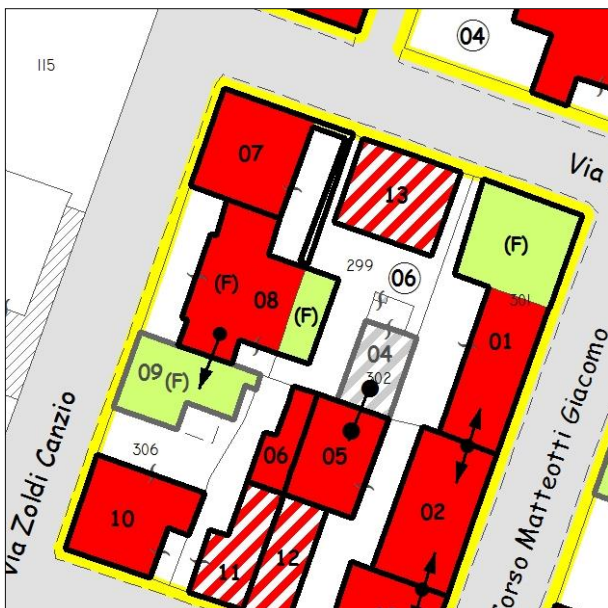 04
115
Via
07
13
(F)
299
06
(F)
08
(F)
301
01
04
302
09
(F)
306
06
05
02
10
11
12
Via Zoldi Canzio
Corso Matteotti Giacomo